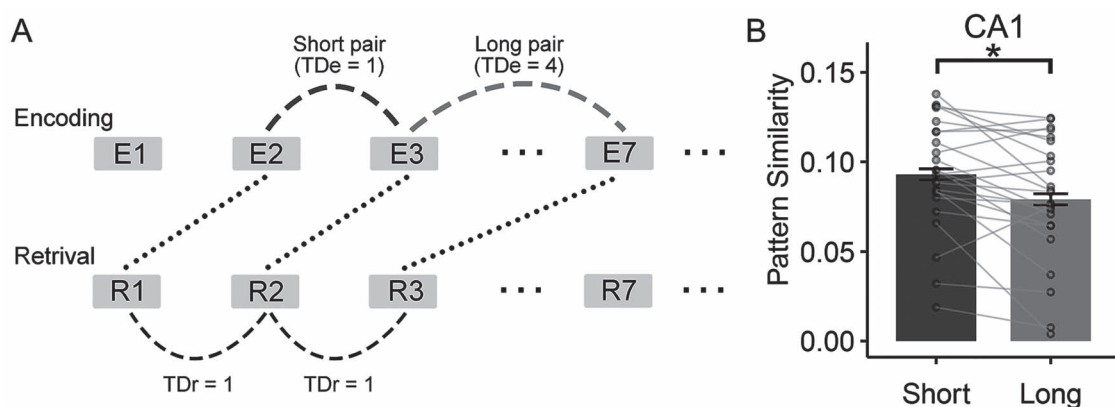 A
Short pair
(TDe = 1)
Long pair
(TDe = 4)
Encoding
E1 E2 E3 ··· E7 ···
Retrival
R1 R2 R3 ··· R7 ···
TDr = 1 TDr = 1
B
CA1
*
Pattern Similarity
0.15
0.10
0.05
0.00
Short Long